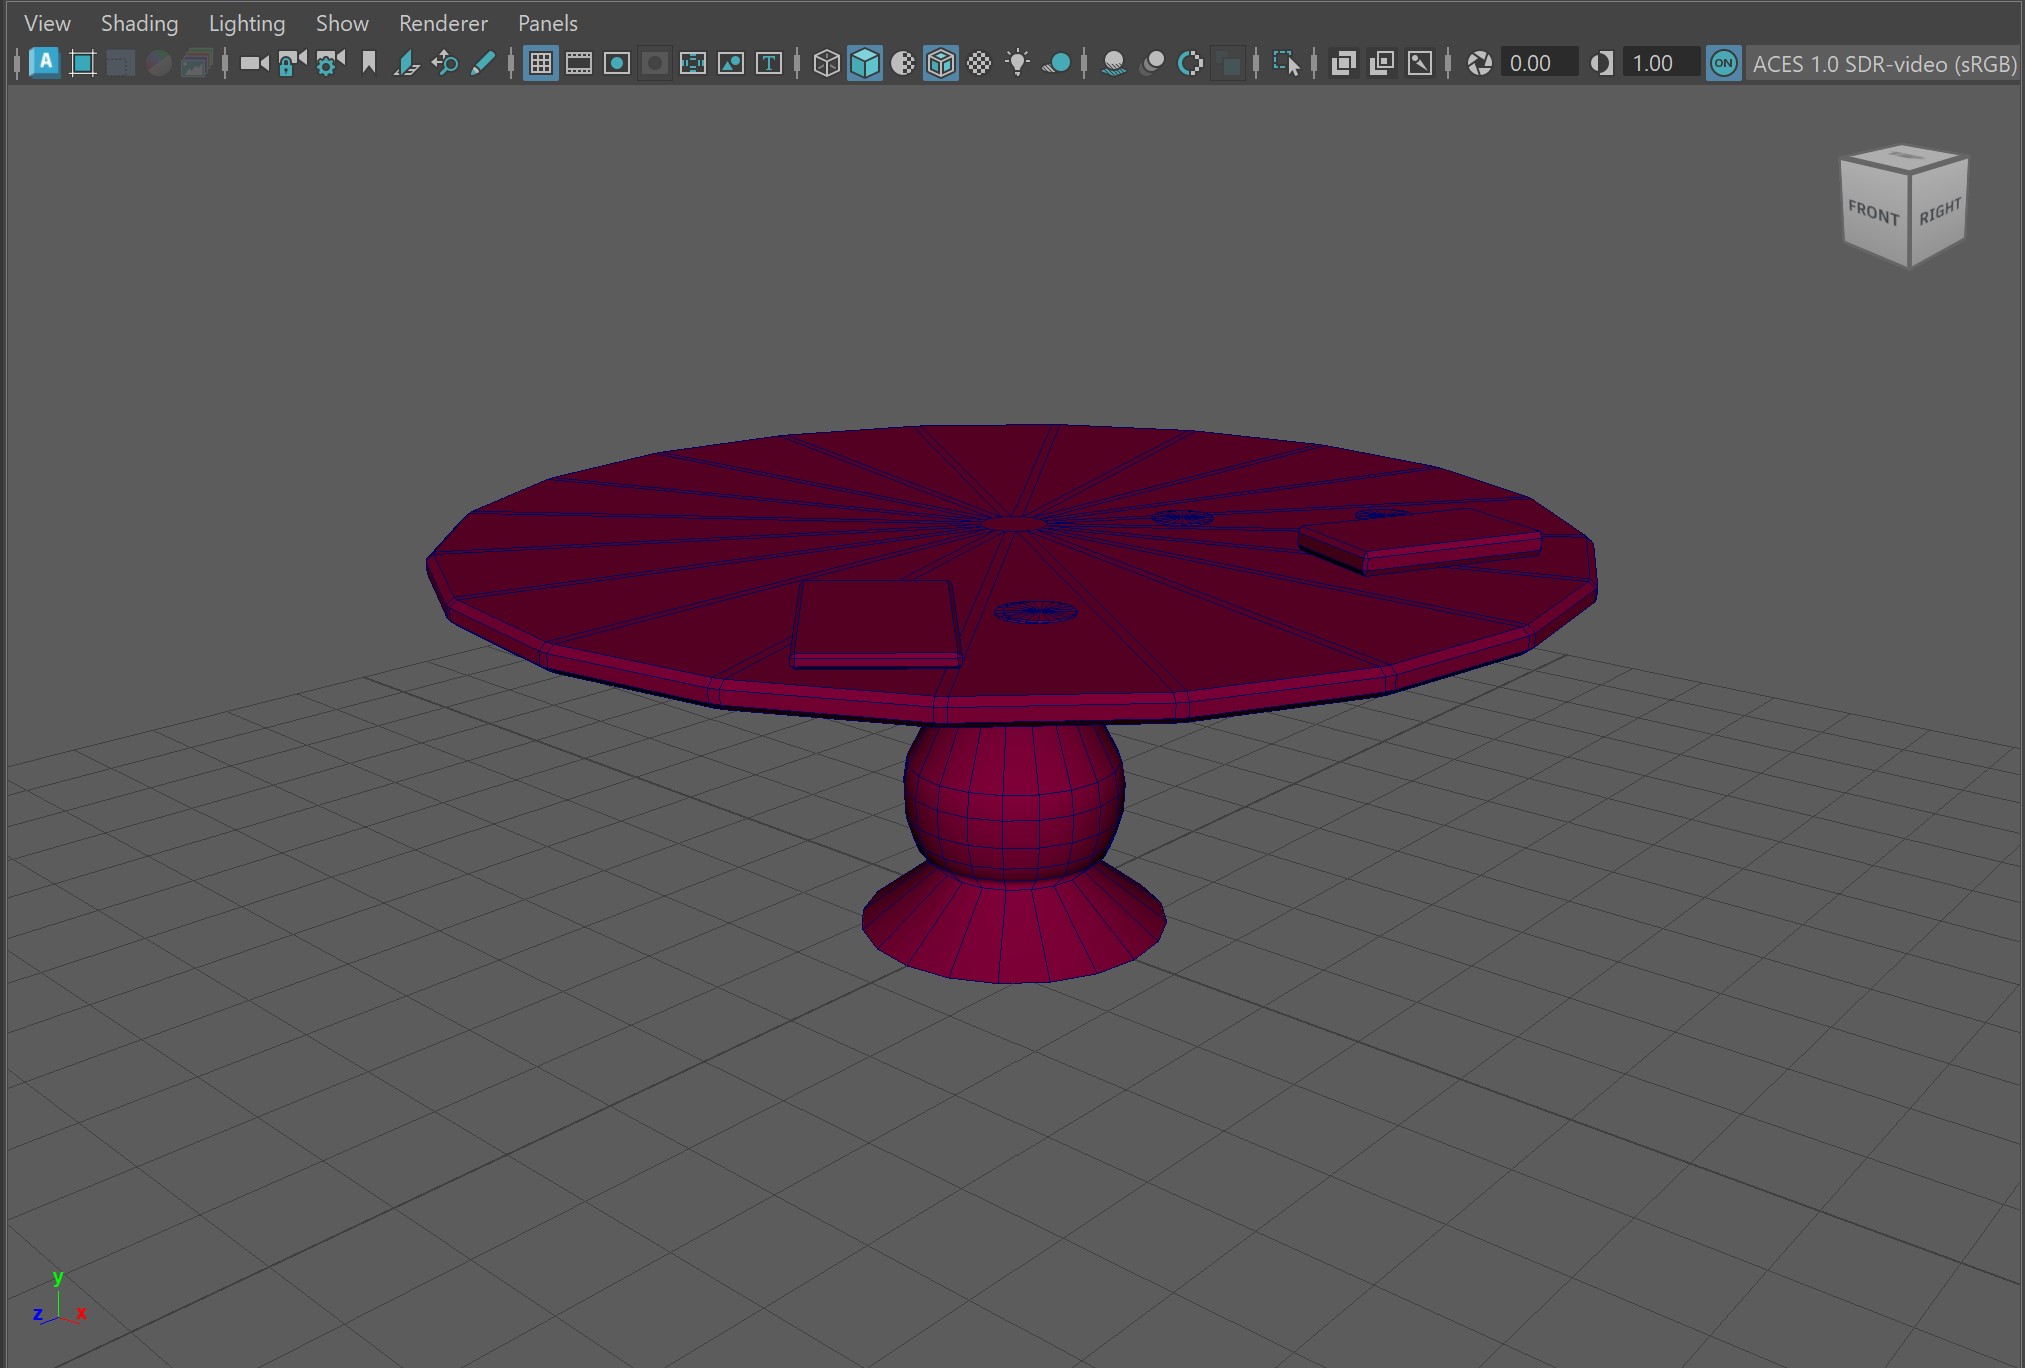 View Shading Lighting Show Renderer Panels
A T 0.00 1.00 ON ACES 1.0 SDR-video (sRGB)
FRONT RIGHT
y
z x